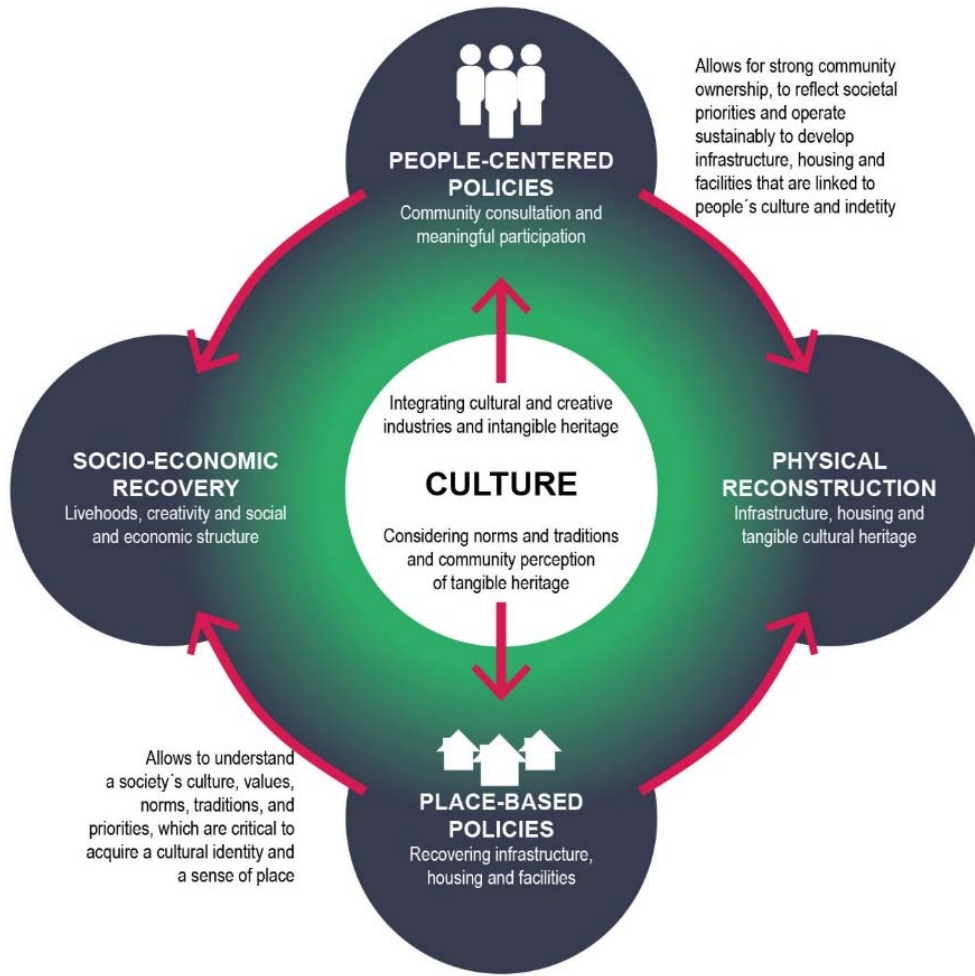 PEOPLE-CENTERED
POLICIES
Community consultation and
meaningful participation
Allows for strong community
ownership, to reflect societal
priorities and operate
sustainably to develop
infrastructure, housing and
facilities that are linked to
people´s culture and indetity
SOCIO-ECONOMIC
RECOVERY
Livehoods, creativity and social
and economic structure
Integrating cultural and creative
industries and intangible heritage
CULTURE
Considering norms and traditions
and community perception
of tangible heritage
PHYSICAL
RECONSTRUCTION
Infrastructure, housing and
tangible cultural heritage
Allows to understand
a society´s culture, values,
norms, traditions, and
priorities, which are critical to
acquire a cultural identity and
a sense of place
PLACE-BASED
POLICIES
Recovering infrastructure,
housing and facilities